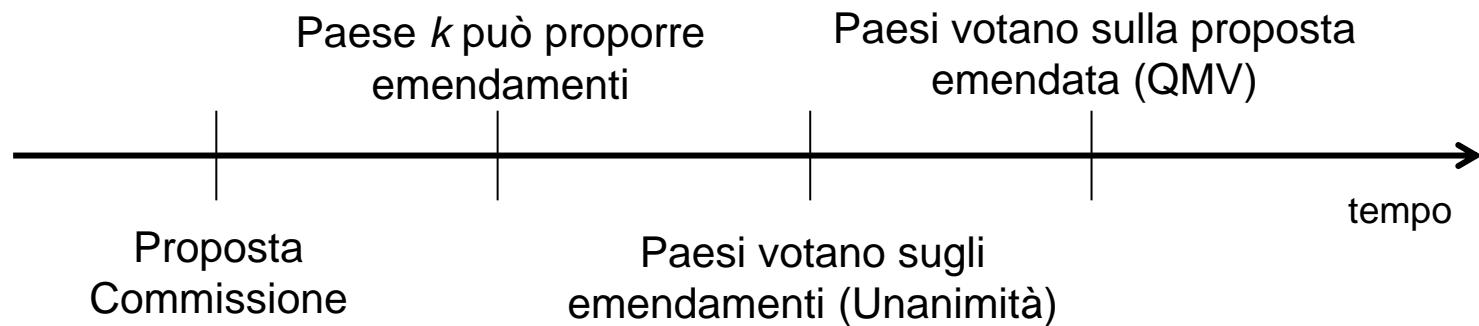 Paese k può proporre
emendamenti
Paesi votano sulla proposta
emendata (QMV)
tempo
Proposta
Commissione
Paesi votano sugli
emendamenti (Unanimità)